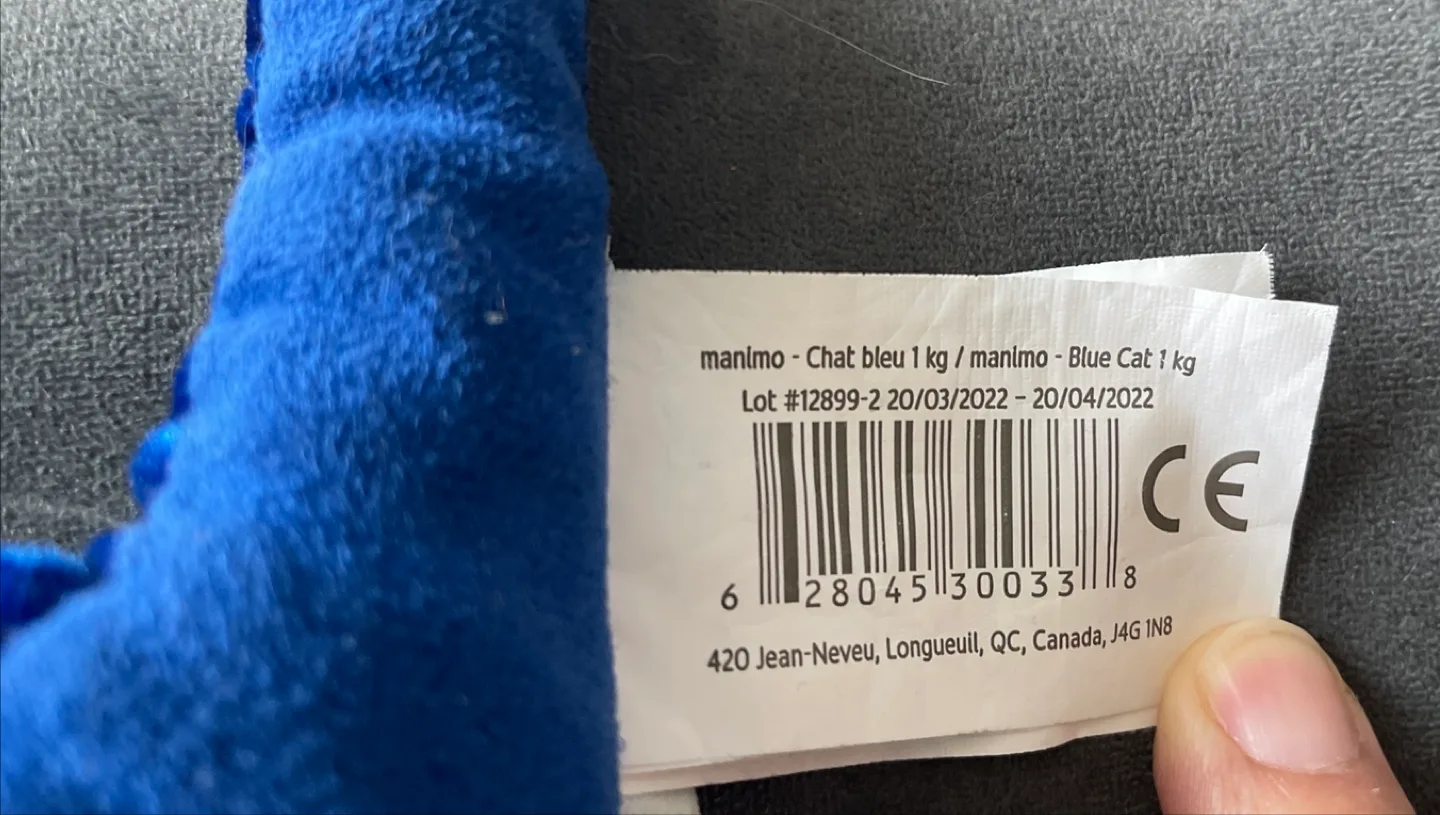 manimo - Chat bleu 1 kg / manimo - Blue Cat 1 kg
Lot #12899-2 20/03/2022 – 20/04/2022
CE
6 28045 30033 8
420 Jean-Neveu, Longueuil, QC, Canada, J4G 1N8